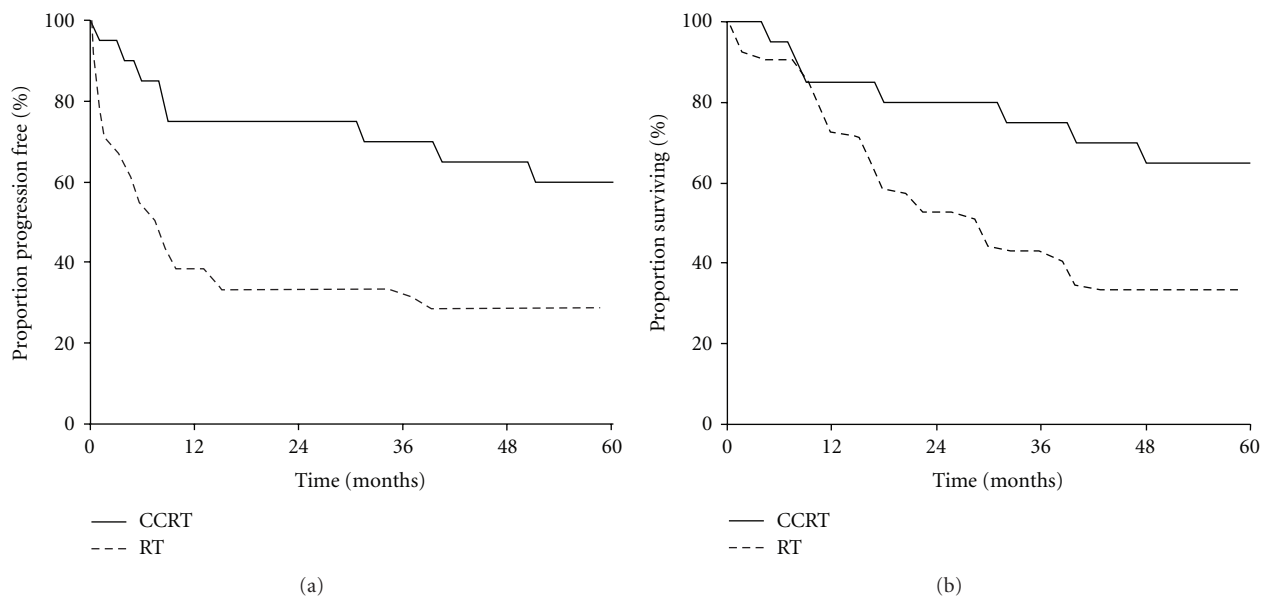 Proportion progression free (%)
100
80
60
40
20
0
0 12 24 36 48 60
Time (months)
CCRT
RT
(a)
Proportion surviving (%)
100
80
60
40
20
0
0 12 24 36 48 60
Time (months)
CCRT
RT
(b)